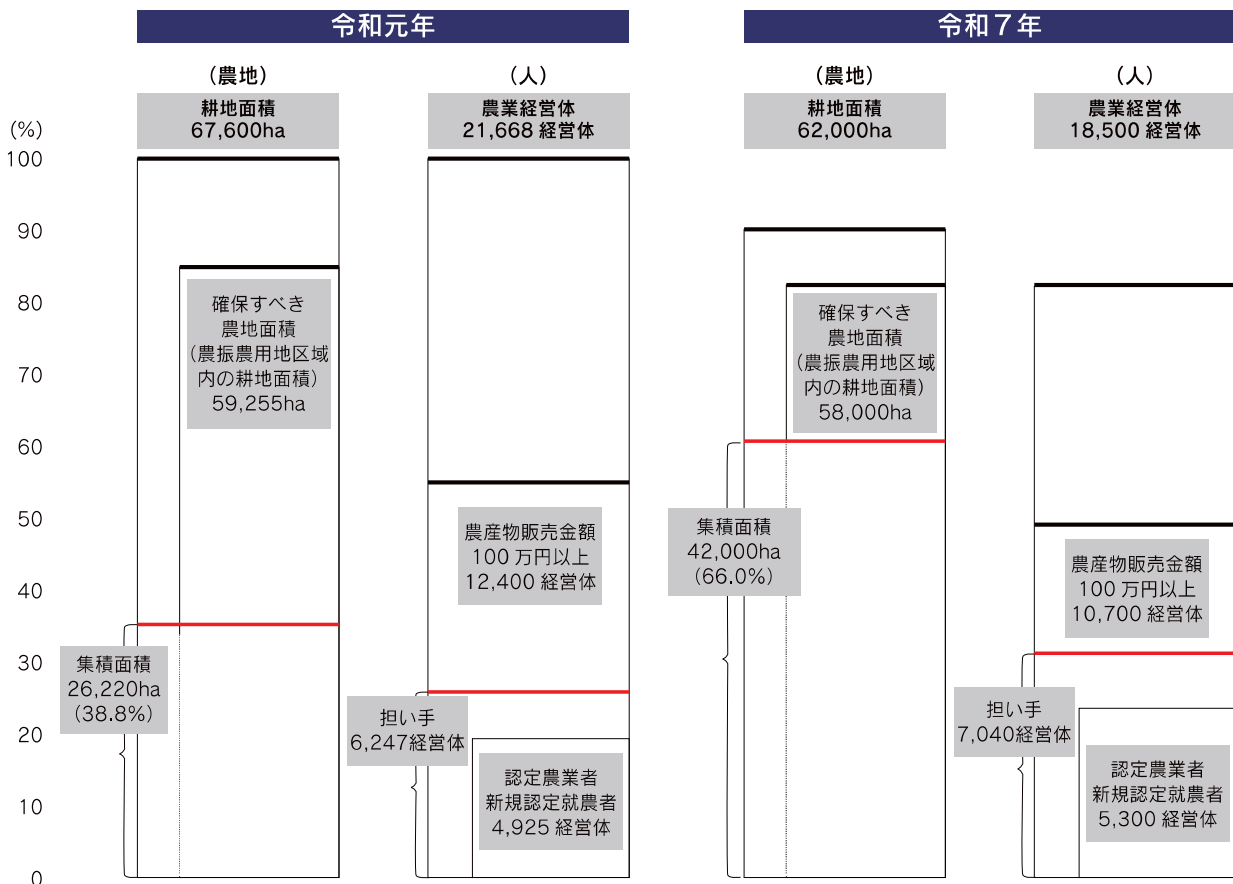 令和元年
(農地)
耕地面積
67,600ha
(人)
農業経営体
21,668 経営体
(%)
100
90
80
70
60
50
40
30
20
10
0
確保すべき
農地面積
(農振農用地区域
内の耕地面積)
59,255ha
集積面積
26,220ha
(38.8%)
農産物販売金額
100 万円以上
12,400 経営体
担い手
6,247経営体
認定農業者
新規認定就農者
4,925 経営体
令和７年
(農地)
耕地面積
62,000ha
(人)
農業経営体
18,500 経営体
確保すべき
農地面積
(農振農用地区域
内の耕地面積)
58,000ha
集積面積
42,000ha
(66.0%)
農産物販売金額
100 万円以上
10,700 経営体
担い手
7,040経営体
認定農業者
新規認定就農者
5,300 経営体